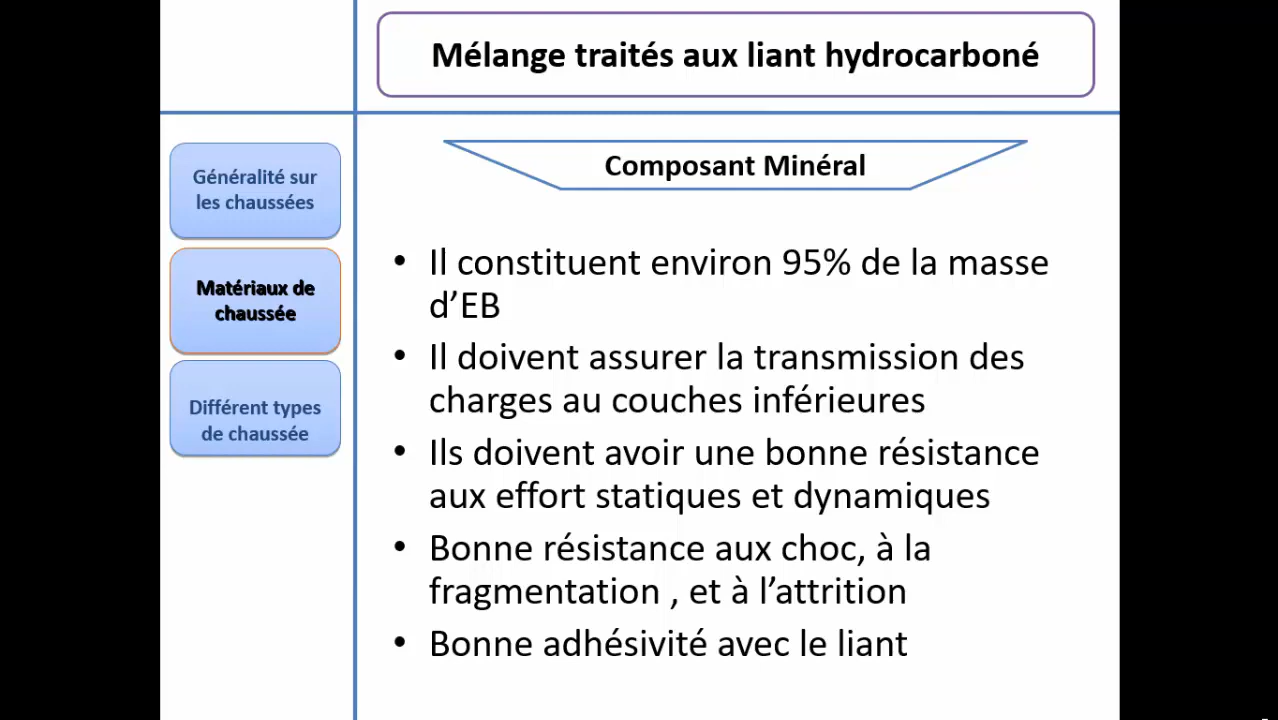 Mélange traités aux liant hydrocarboné
Généralité sur
les chaussées
Matériaux de
chaussée
Différent types
de chaussée
Composant Minéral
• Il constituent environ 95% de la masse
d’EB
• Il doivent assurer la transmission des
charges au couches inférieures
• Ils doivent avoir une bonne résistance
aux effort statiques et dynamiques
• Bonne résistance aux choc, à la
fragmentation , et à l’attrition
• Bonne adhésivité avec le liant